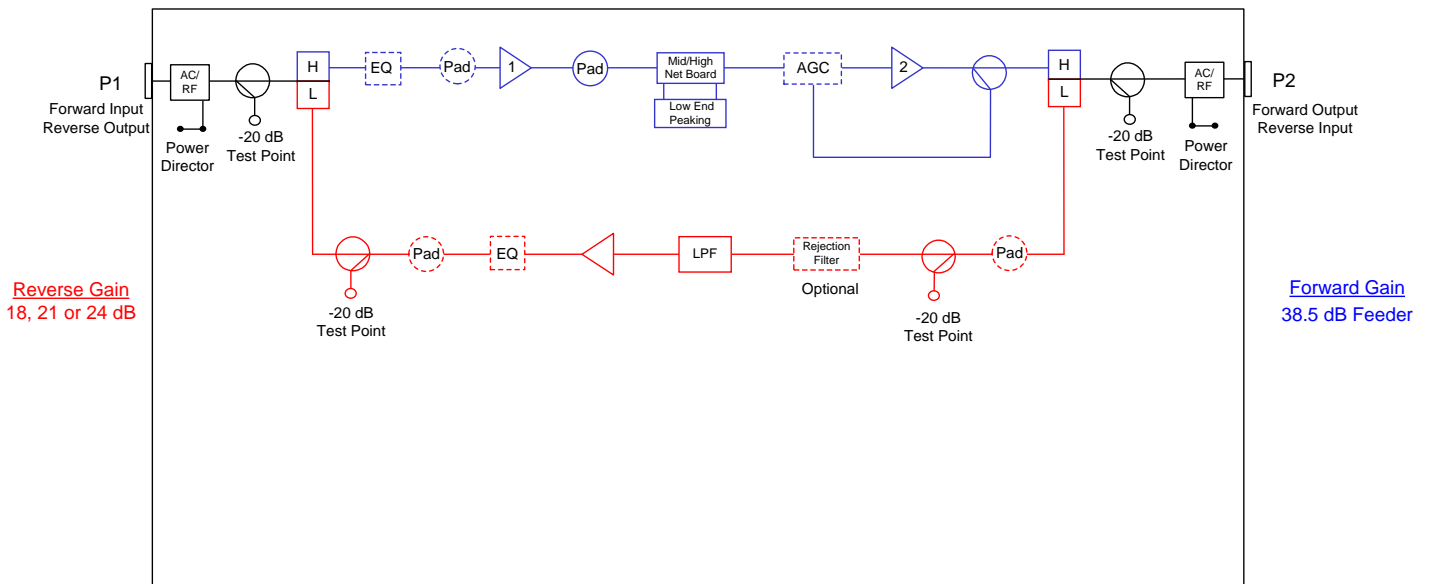 P1
Forward Input
Reverse Output
AC/
RF
Power
Director
-20 dB
Test Point
H
L
EQ
Pad
1
Pad
Mid/High
Net Board
Low End
Peaking
AGC
2
H
L
-20 dB
Test Point
AC/
RF
Power
Director
P2
Forward Output
Reverse Input
Pad
EQ
LPF
Rejection
Filter
Optional
Pad
-20 dB
Test Point
-20 dB
Test Point
Reverse Gain
18, 21 or 24 dB
Forward Gain
38.5 dB Feeder